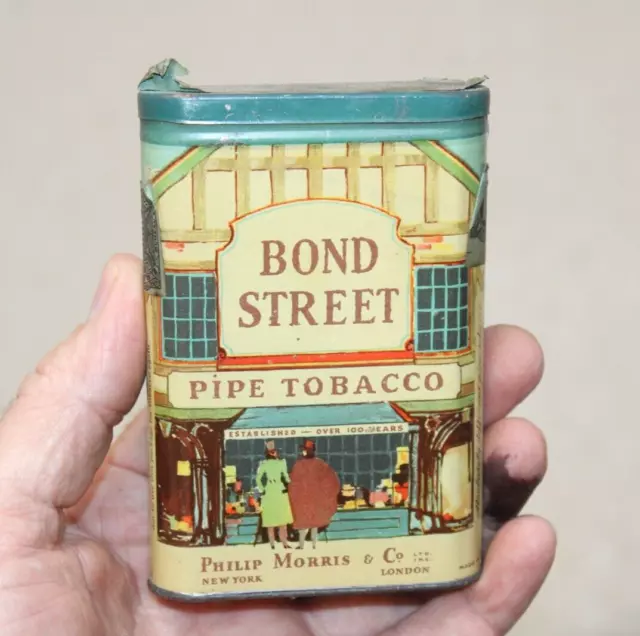 BOND
STREET
PIPE TOBACCO
ESTABLISHED — OVER 100 YEARS
PHILIP MORRIS & CO LTD. INC.
NEW YORK LONDON